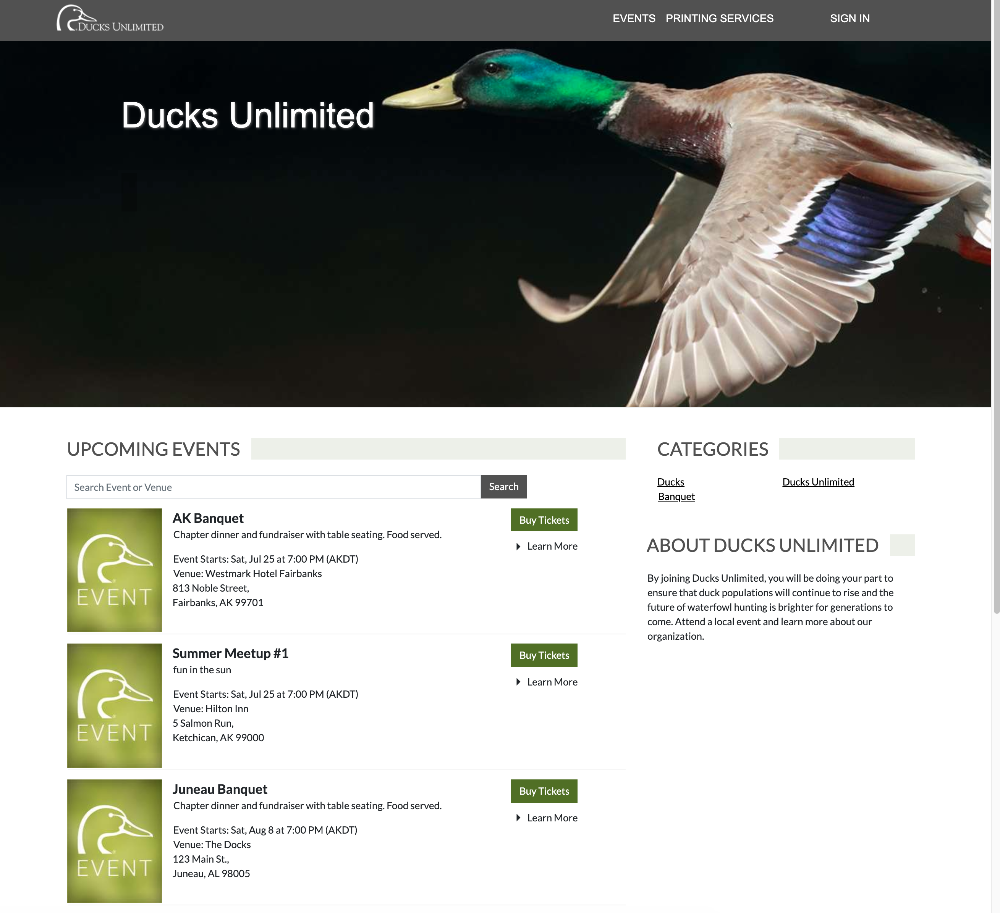 DUCKS UNLIMITED
EVENTS PRINTING SERVICES SIGN IN
Ducks Unlimited
UPCOMING EVENTS
Search Event or Venue Search
EVENT
AK Banquet
Chapter dinner and fundraiser with table seating. Food served.
Event Starts: Sat, Jul 25 at 7:00 PM (AKDT)
Venue: Westmark Hotel Fairbanks
813 Noble Street,
Fairbanks, AK 99701
Buy Tickets
Learn More
EVENT
Summer Meetup #1
fun in the sun
Event Starts: Sat, Jul 25 at 7:00 PM (AKDT)
Venue: Hilton Inn
5 Salmon Run,
Ketchican, AK 99000
Buy Tickets
Learn More
EVENT
Juneau Banquet
Chapter dinner and fundraiser with table seating. Food served.
Event Starts: Sat, Aug 8 at 7:00 PM (AKDT)
Venue: The Docks
123 Main St.,
Juneau, AL 98005
Buy Tickets
Learn More
CATEGORIES
Ducks Ducks Unlimited
Banquet
ABOUT DUCKS UNLIMITED
By joining Ducks Unlimited, you will be doing your part to
ensure that duck populations will continue to rise and the
future of waterfowl hunting is brighter for generations to
come. Attend a local event and learn more about our
organization.